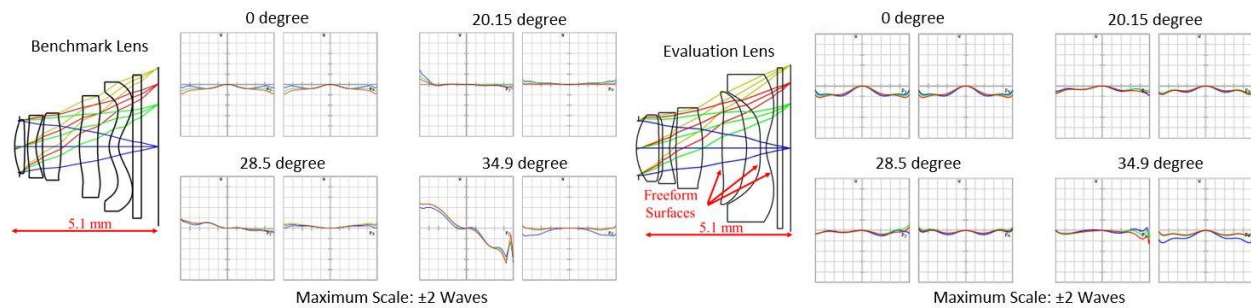 0 degree
20.15 degree
Benchmark Lens
28.5 degree
34.9 degree
5.1 mm
Maximum Scale: ±2 Waves
0 degree
20.15 degree
Evaluation Lens
28.5 degree
34.9 degree
Freeform
Surfaces
5.1 mm
Maximum Scale: ±2 Waves